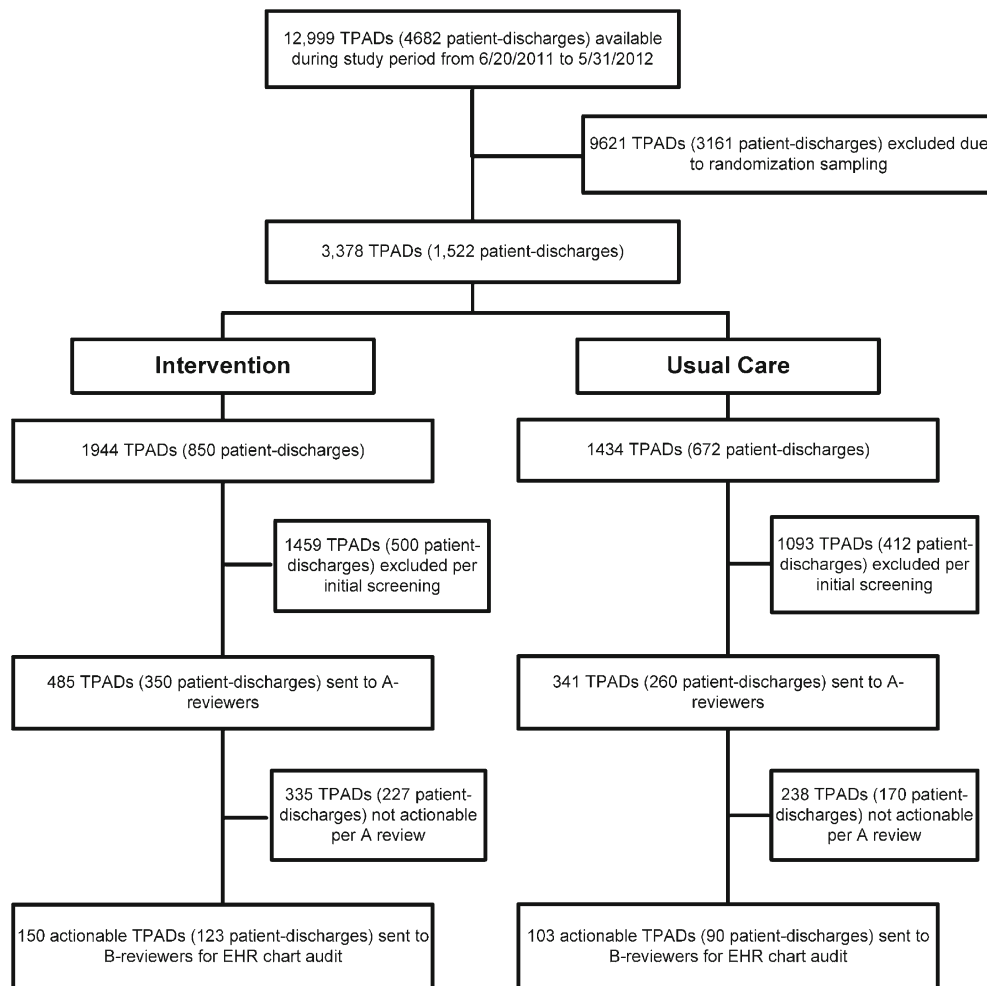 12,999 TPADs (4682 patient-discharges) available
during study period from 6/20/2011 to 5/31/2012
9621 TPADs (3161 patient-discharges) excluded due
to randomization sampling
3,378 TPADs (1,522 patient-discharges)
Intervention
Usual Care
1944 TPADs (850 patient-discharges)
1434 TPADs (672 patient-discharges)
1459 TPADs (500 patient-
discharges) excluded per
initial screening
1093 TPADs (412 patient-
discharges) excluded per
initial screening
485 TPADs (350 patient-discharges) sent to A-
reviewers
341 TPADs (260 patient-discharges) sent to A-
reviewers
335 TPADs (227 patient-
discharges) not actionable
per A review
238 TPADs (170 patient-
discharges) not actionable
per A review
150 actionable TPADs (123 patient-discharges) sent to
B-reviewers for EHR chart audit
103 actionable TPADs (90 patient-discharges) sent to
B-reviewers for EHR chart audit